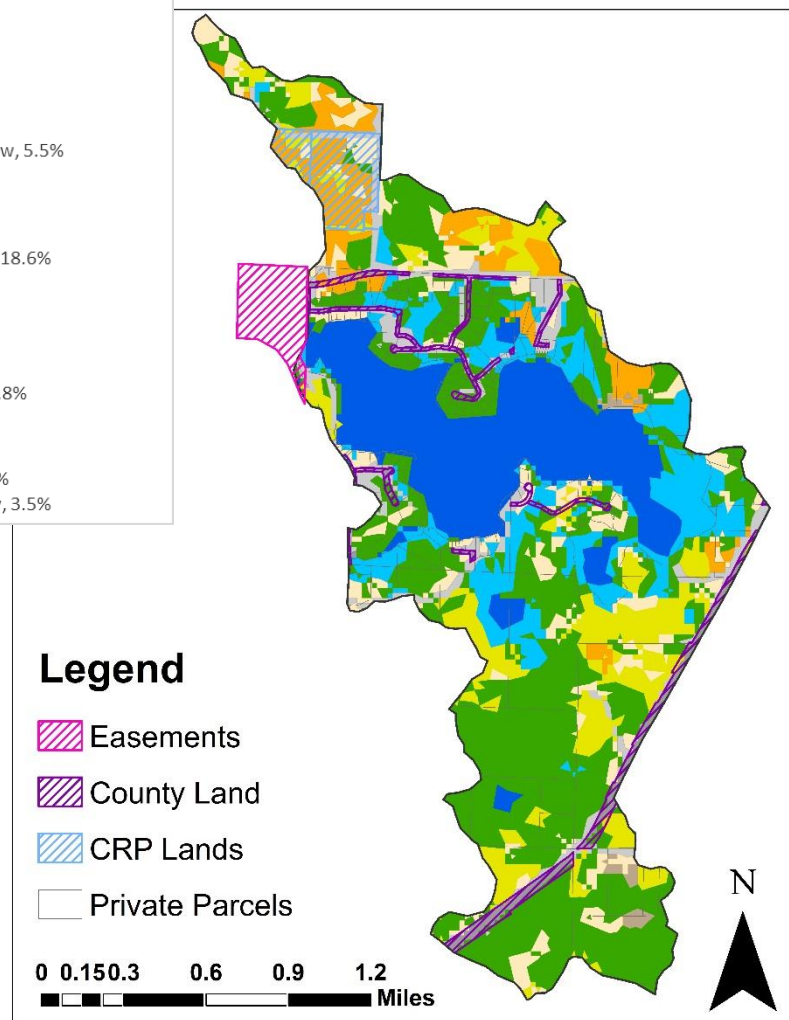 w, 5.5%
18.6%
.8%
%
, 3.5%
Legend
Easements
County Land
CRP Lands
Private Parcels
N
0 0.15 0.3 0.6 0.9 1.2
Miles